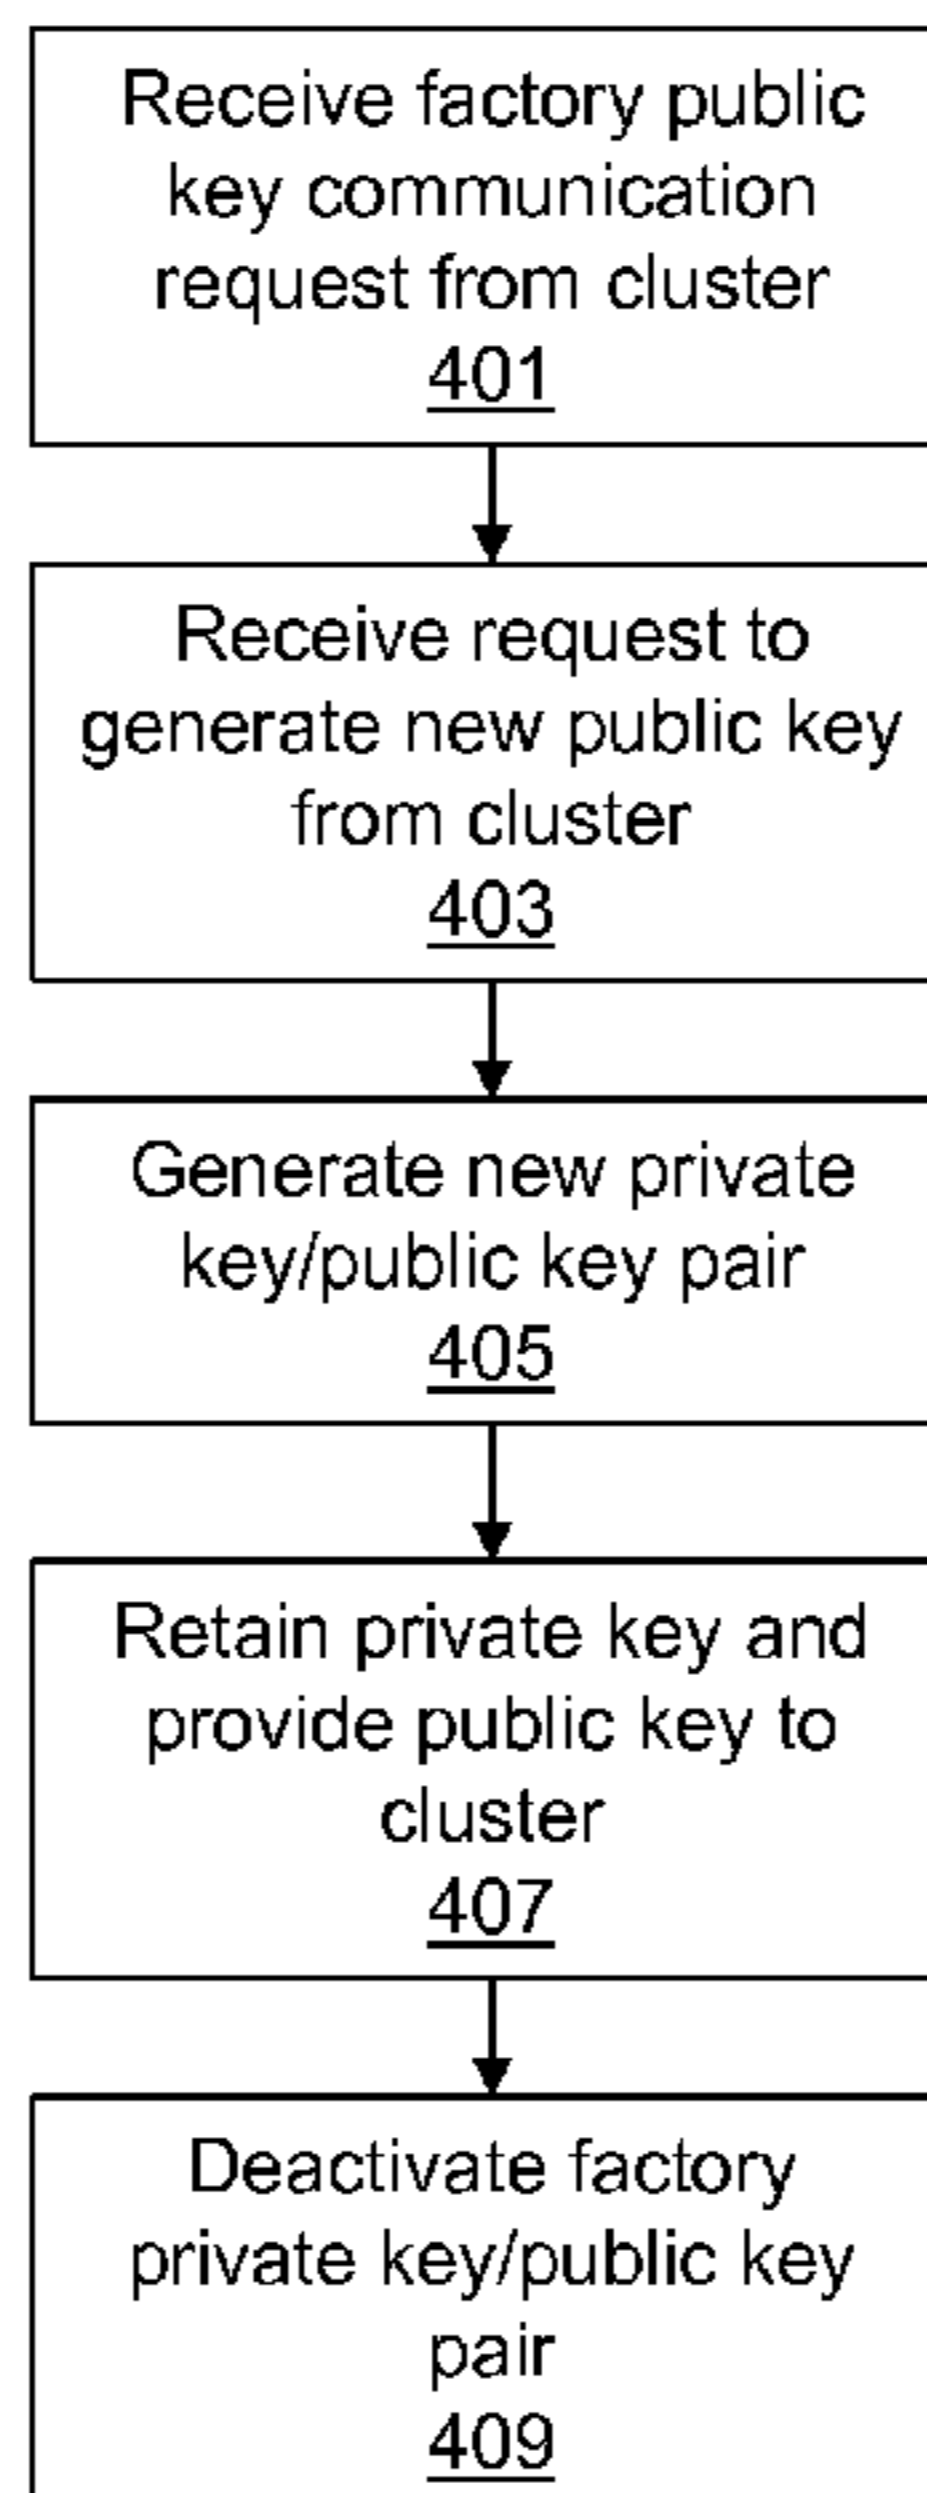 Receive factory public
key communication
request from cluster
401
Receive request to
generate new public key
from cluster
403
Generate new private
key/public key pair
405
Retain private key and
provide public key to
cluster
407
Deactivate factory
private key/public key
pair
409